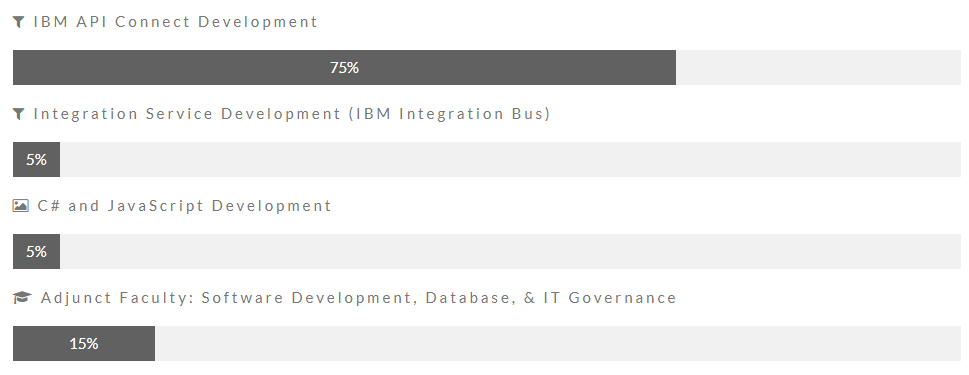 IBM API Connect Development
75%
Integration Service Development (IBM Integration Bus)
5%
C# and JavaScript Development
5%
Adjunct Faculty: Software Development, Database, & IT Governance
15%